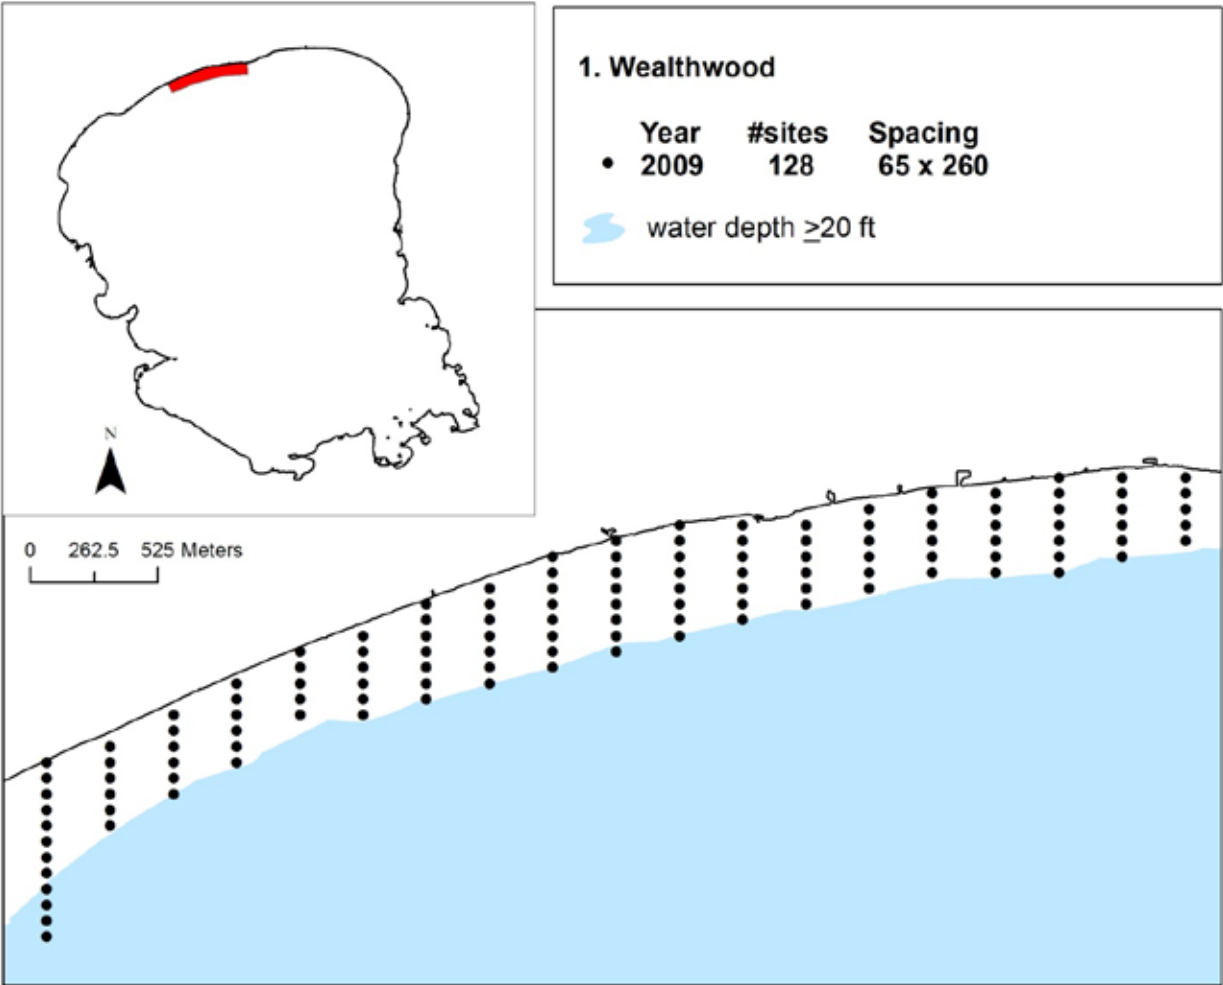 1. Wealthwood
Year #sites Spacing
2009 128 65 x 260
water depth ≥20 ft
N
0 262.5 525 Meters